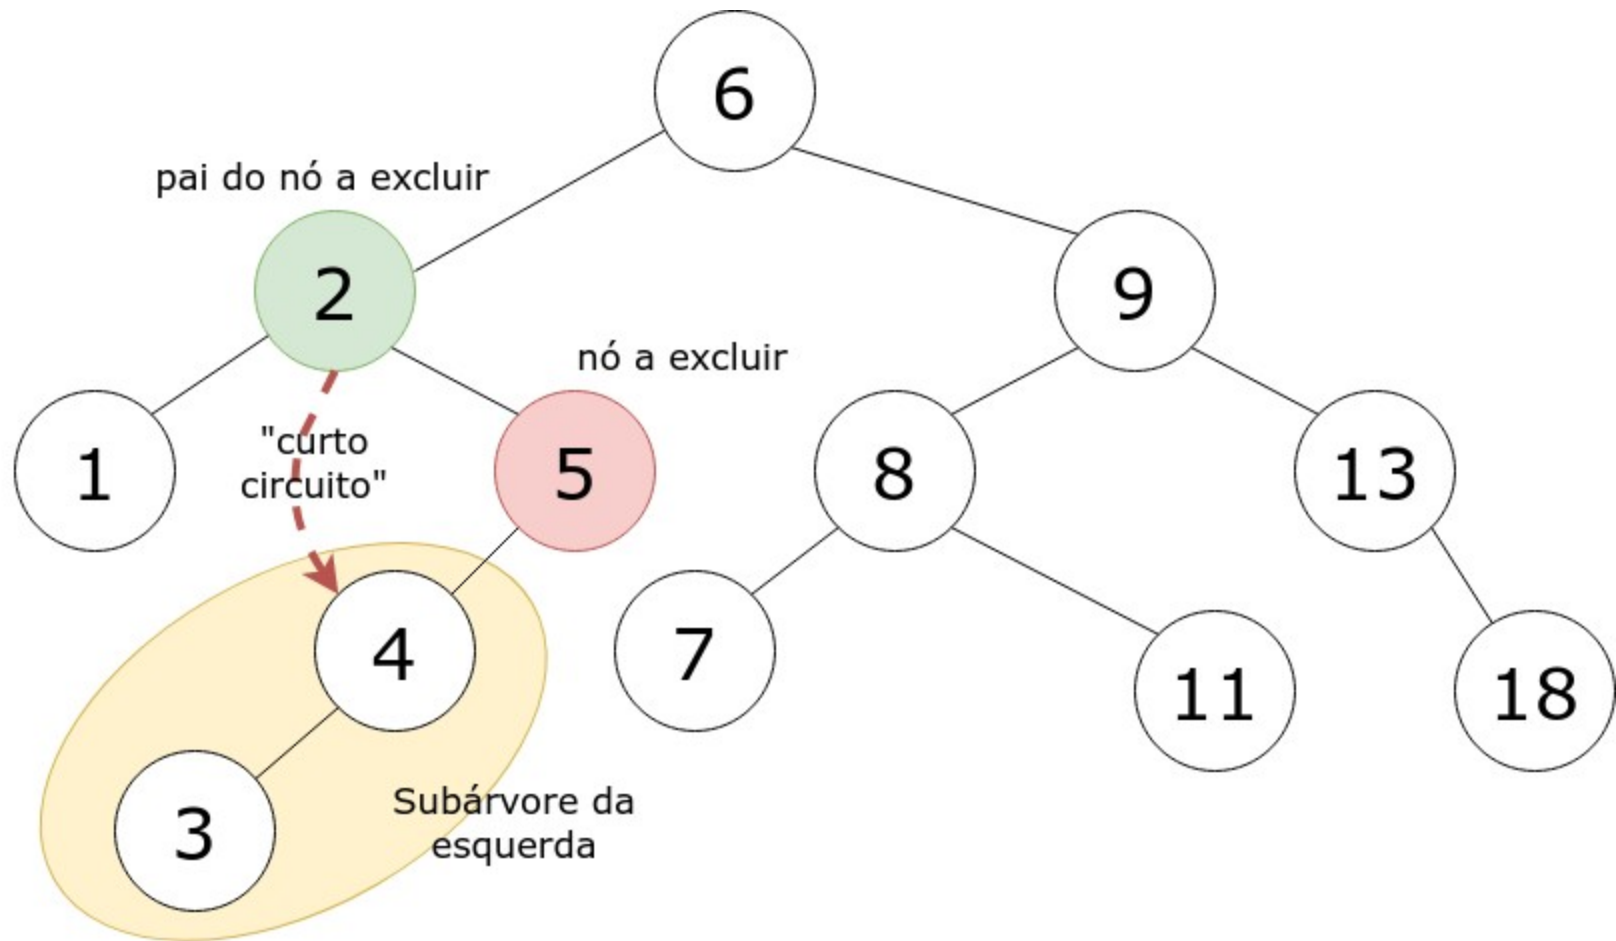 6
pai do nó a excluir
2
9
nó a excluir
1
"curto
circuito"
5
8
13
4
7
11
18
3
Subárvore da
esquerda